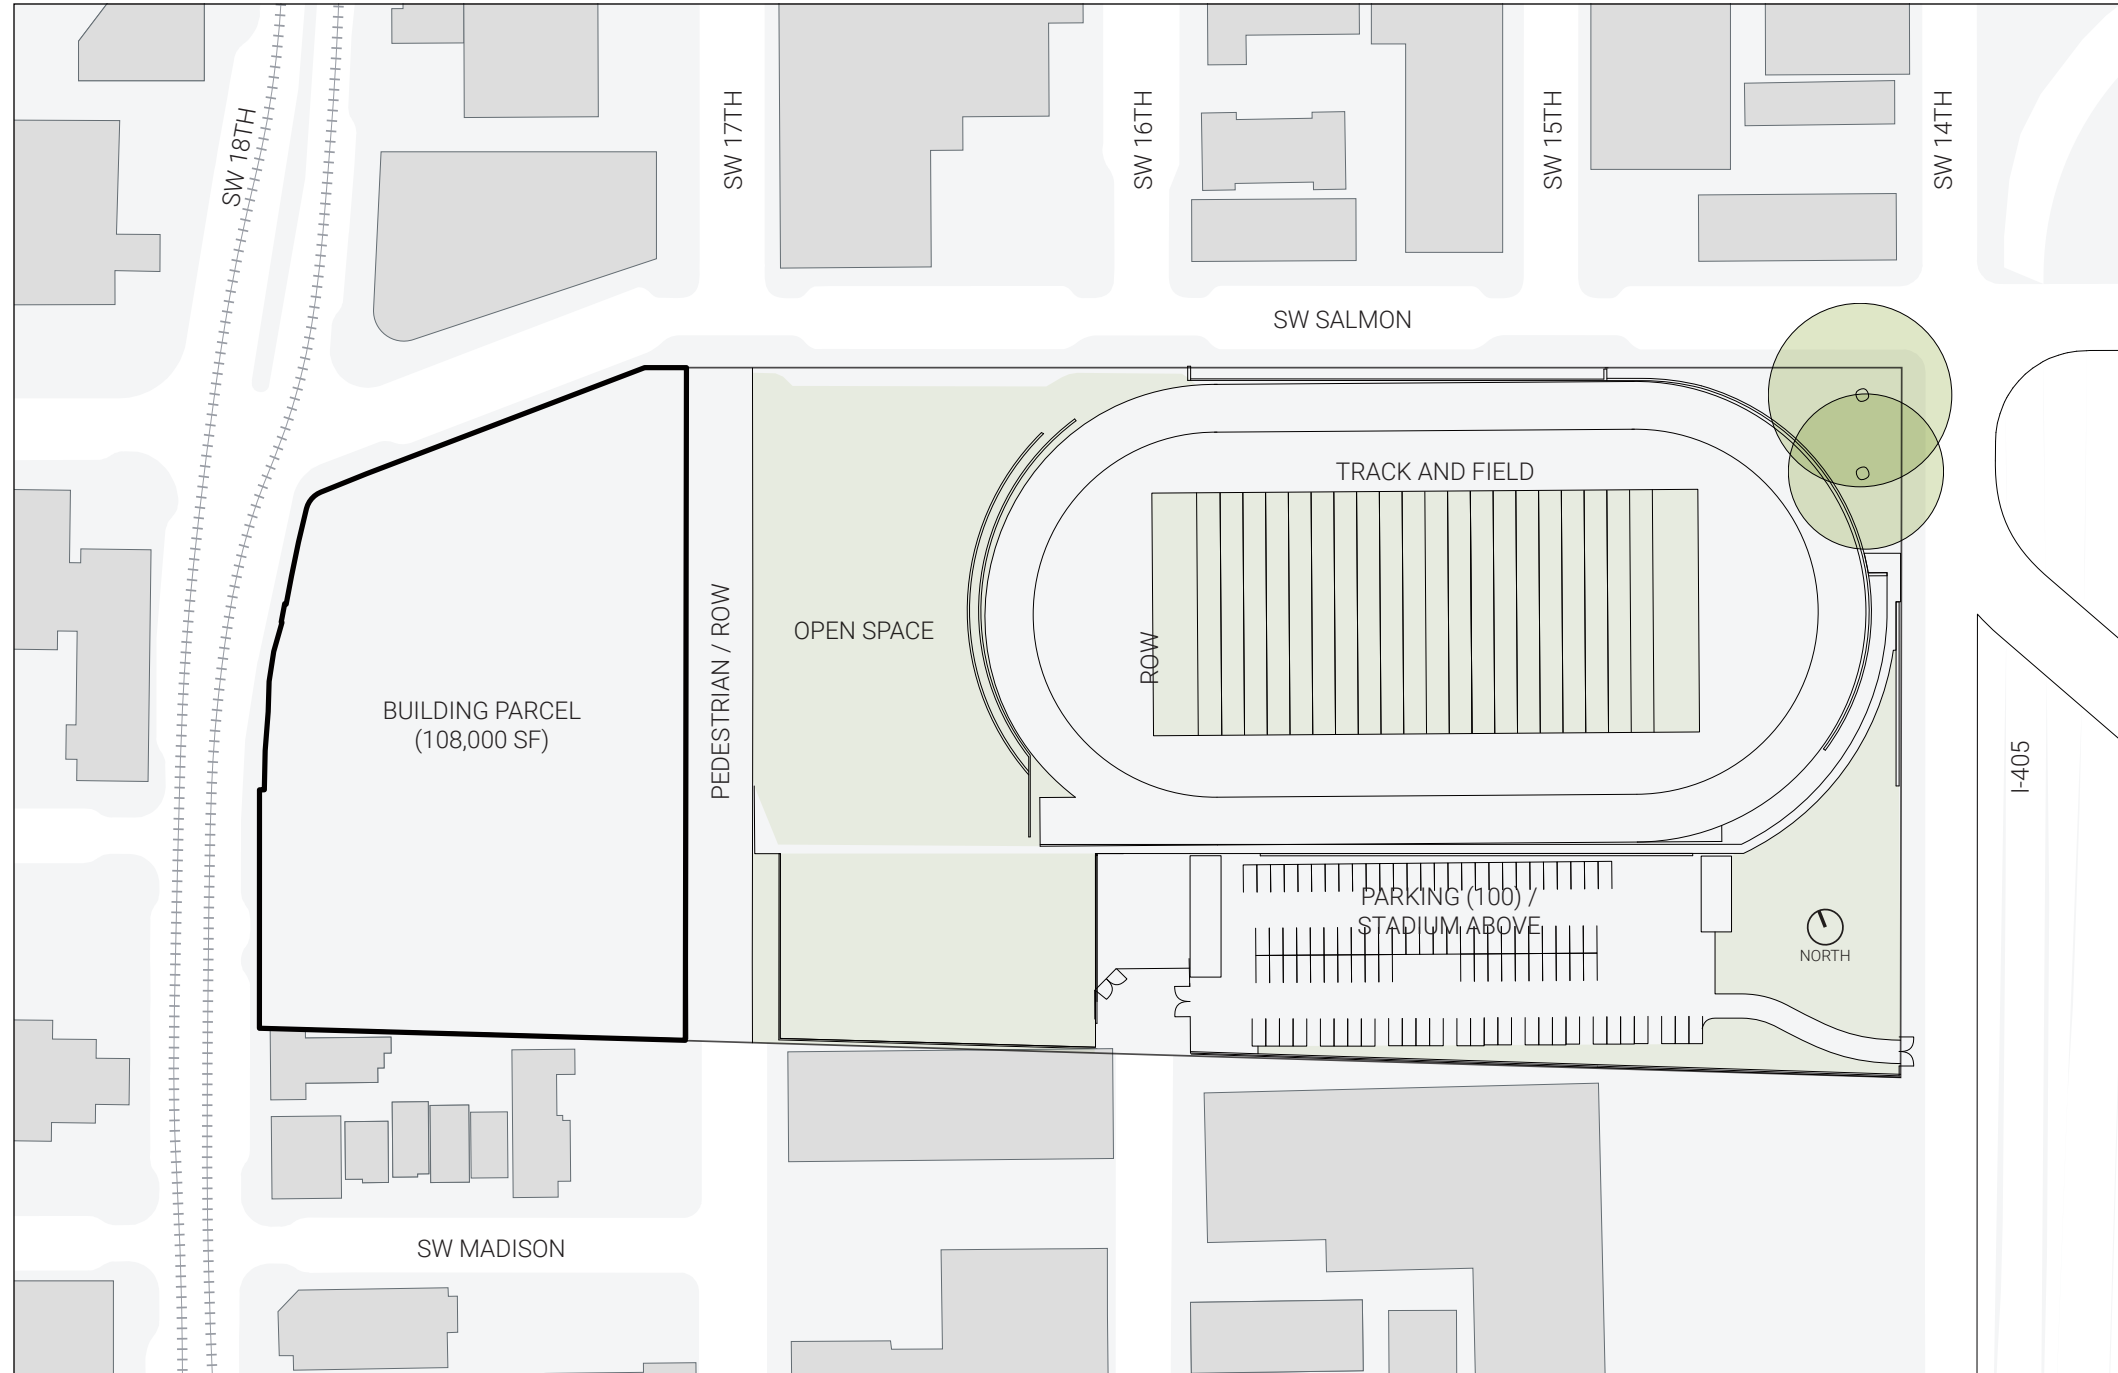 SW 18TH
SW 17TH
SW 16TH
SW 15TH
SW 14TH
SW SALMON
TRACK AND FIELD
OPEN SPACE
ROW
PEDESTRIAN / ROW
BUILDING PARCEL
(108,000 SF)
I-405
PARKING (100) /
STADIUM ABOVE
NORTH
SW MADISON